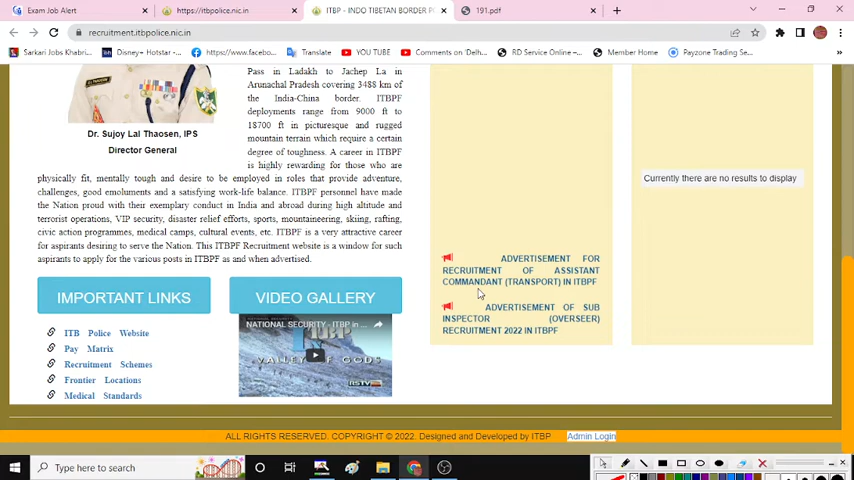 Exam Job Alert
https://itbpolice.nic.in
ITBP - INDO TIBETAN BORDER P
191.pdf
recruitment.itbpolice.nic.in
Sarkari Jobs Khabri...
Disney+ Hotstar -...
https://www.facebo...
Translate
YOU TUBE
Comments on 'Delh...
RD Service Online -...
Member Home
Payzone Trading Se...
Pass in Ladakh to Jachep La in
Arunachal Pradesh covering 3488 km of
the India-China border. ITBPF
deployments range from 9000 ft to
18700 ft in picturesque and rugged
mountain terrain which require a certain
degree of toughness. A career in ITBPF
is highly rewarding for those who are
physically fit, mentally tough and desire to be employed in roles that provide adventure,
challenges, good emoluments and a satisfying work-life balance. ITBPF personnel have made
the Nation proud with their exemplary conduct in India and abroad during high altitude and
terrorist operations, VIP security, disaster relief efforts, sports, mountaineering, skiing, rafting,
civic action programmes, medical camps, cultural events, etc. ITBPF is a very attractive career
for aspirants desiring to serve the Nation. This ITBPF Recruitment website is a window for such
aspirants to apply for the various posts in ITBPF as and when advertised.
Dr. Sujoy Lal Thaosen, IPS
Director General
IMPORTANT LINKS
ITB Police Website
Pay Matrix
Recruitment Schemes
Frontier Locations
Medical Standards
VIDEO GALLERY
NATIONAL SECURITY - ITBP in ...
VALLEY OF GODS
RSTV
ADVERTISEMENT FOR
RECRUITMENT OF ASSISTANT
COMMANDANT (TRANSPORT) IN ITBPF
ADVERTISEMENT OF SUB
INSPECTOR (OVERSEER)
RECRUITMENT 2022 IN ITBPF
Currently there are no results to display
ALL RIGHTS RESERVED. COPYRIGHT © 2022. Designed and Developed by ITBP
Admin Login
Type here to search